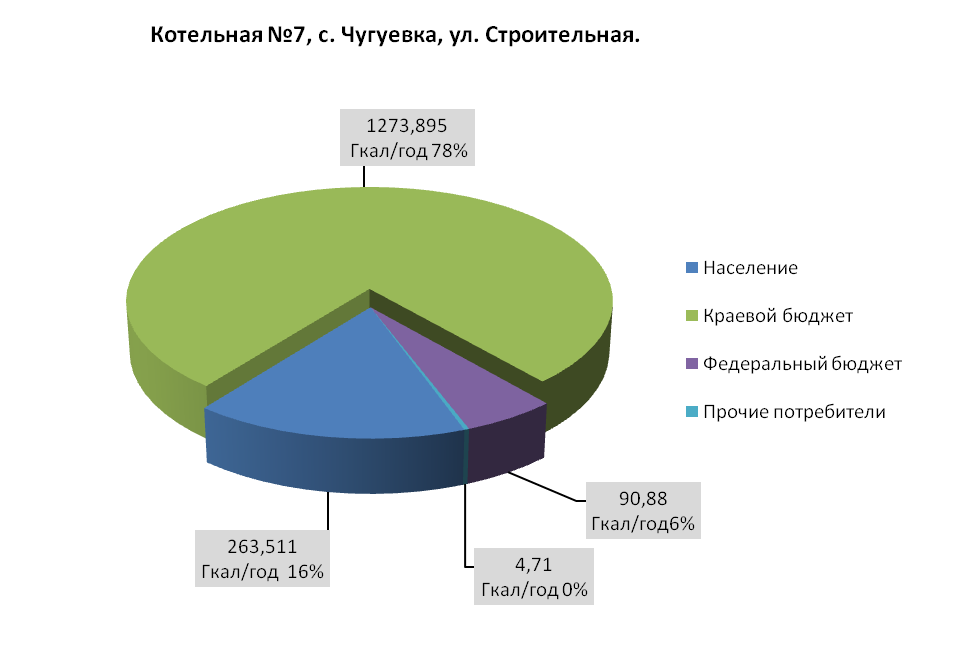 Котельная №7, с. Чугуевка, ул. Строительная.
1273,895
Гкал/год 78%
Население
Краевой бюджет
Федеральный бюджет
Прочие потребители
90,88
Гкал/год6%
263,511
Гкал/год 16%
4,71
Гкал/год 0%